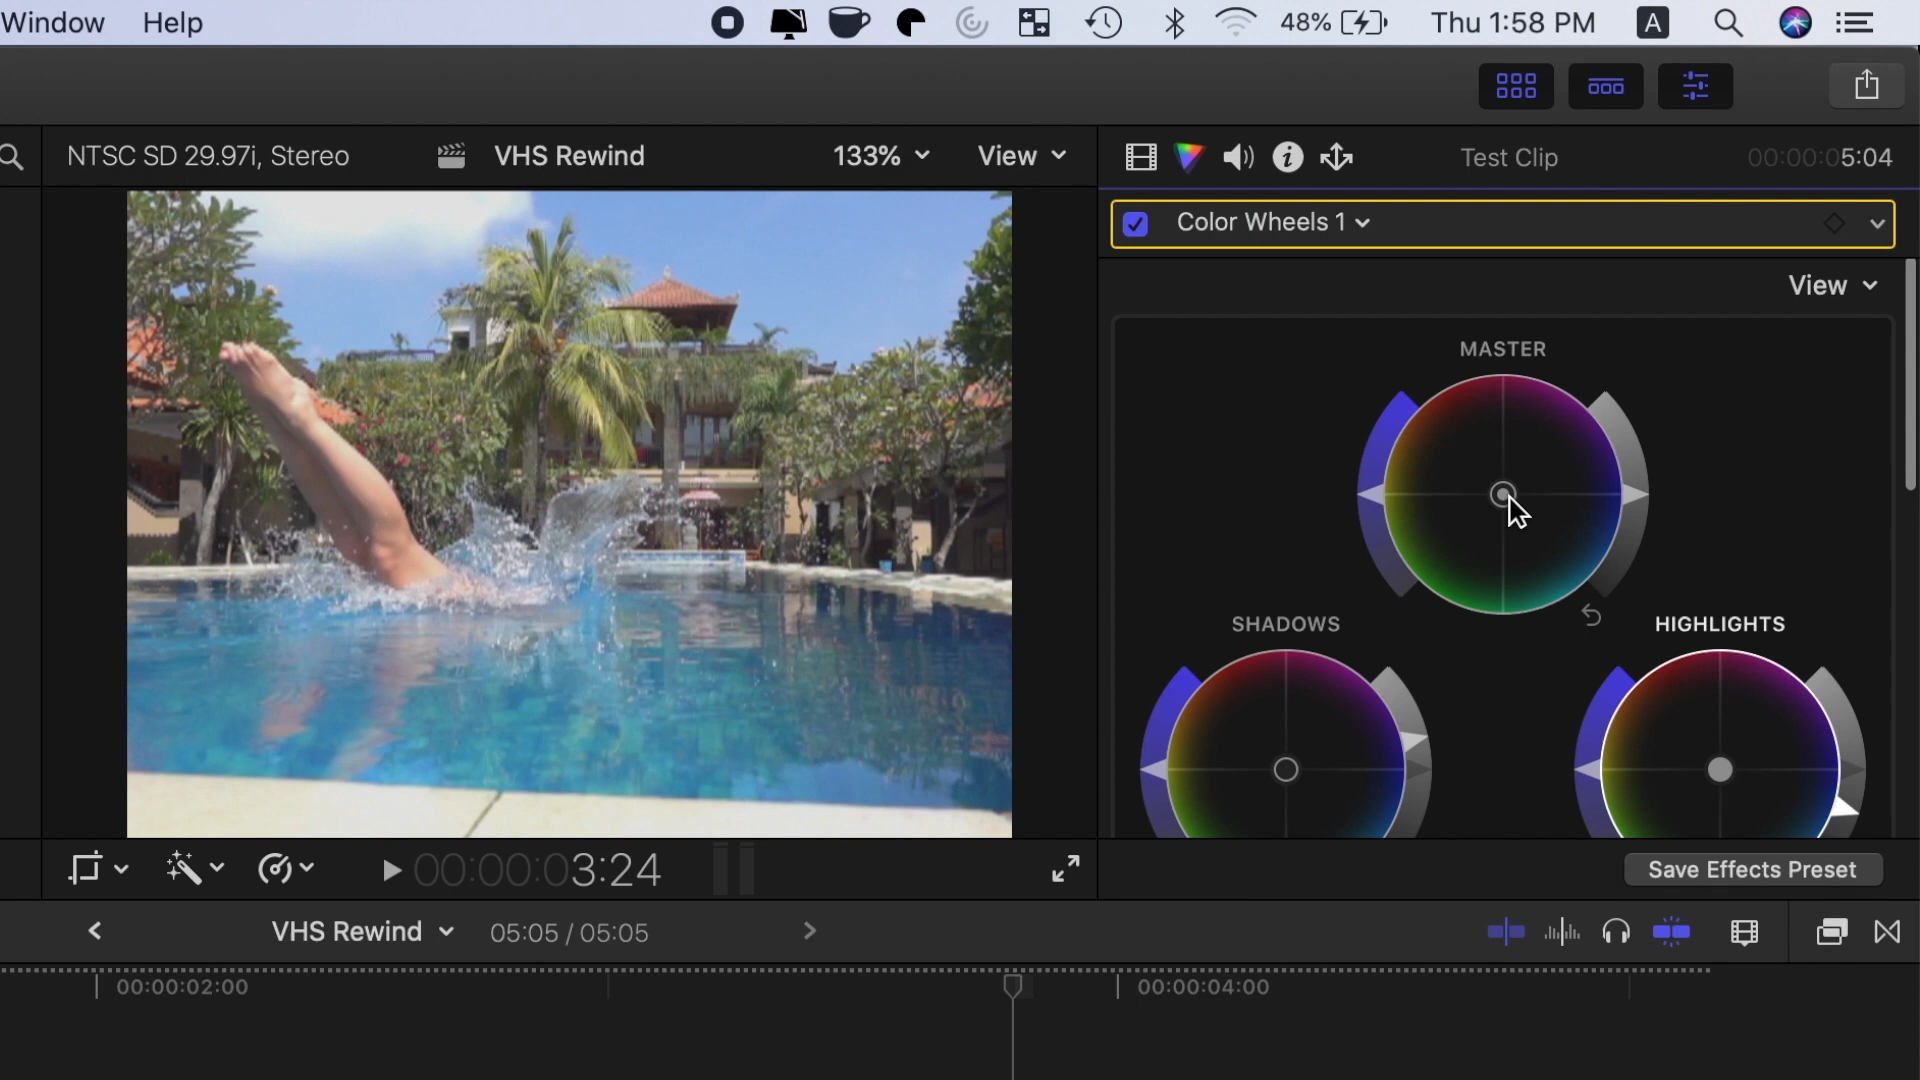 Window Help 48% Thu 1:58 PM A
NTSC SD 29.97i, Stereo VHS Rewind 133% View Test Clip 00:00:05:04
Color Wheels 1
View
MASTER
SHADOWS HIGHLIGHTS
00:00:03:24 Save Effects Preset
VHS Rewind 05:05 / 05:05
00:00:02:00 00:00:04:00